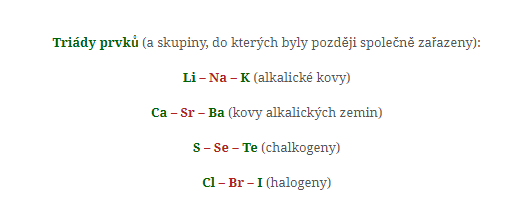 Triády prvků (a skupiny, do kterých byly později společně zařazeny):
Li – Na – K (alkalické kovy)
Ca – Sr – Ba (kovy alkalických zemin)
S – Se – Te (chalkogeny)
Cl – Br – I (halogeny)